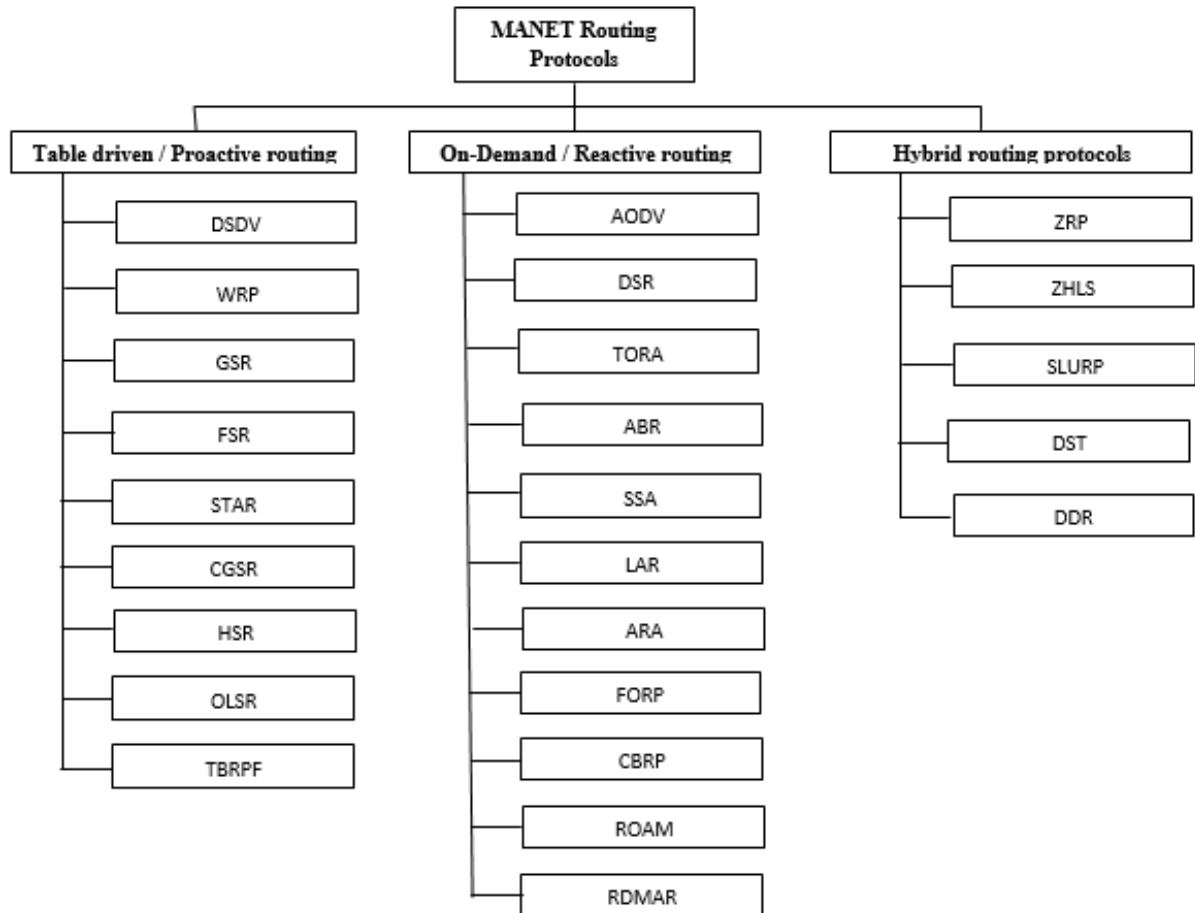 MANET Routing
Protocols
Table driven / Proactive routing
On-Demand / Reactive routing
Hybrid routing protocols
DSDV
WRP
GSR
FSR
STAR
CGSR
HSR
OLSR
TBRPF
AODV
DSR
TORA
ABR
SSA
LAR
ARA
FORP
CBRP
ROAM
RDMAR
ZRP
ZHLS
SLURP
DST
DDR